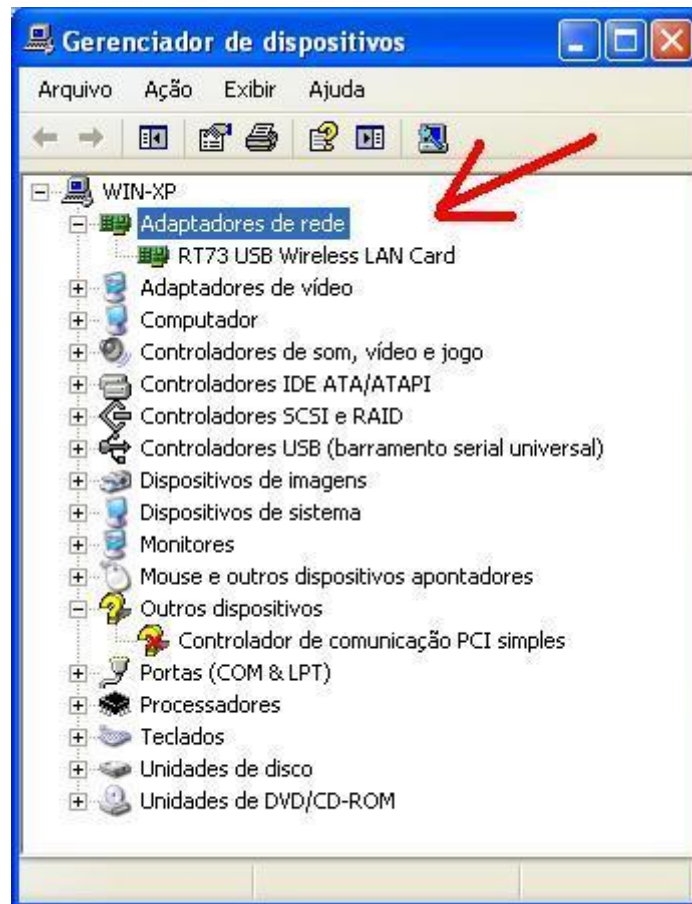 Gerenciador de dispositivos
Arquivo Ação Exibir Ajuda
WIN-XP
Adaptadores de rede
RT73 USB Wireless LAN Card
Adaptadores de vídeo
Computador
Controladores de som, vídeo e jogo
Controladores IDE ATA/ATAPI
Controladores SCSI e RAID
Controladores USB (barramento serial universal)
Dispositivos de imagens
Dispositivos de sistema
Monitores
Mouse e outros dispositivos apontadores
Outros dispositivos
Controlador de comunicação PCI simples
Portas (COM & LPT)
Processadores
Teclados
Unidades de disco
Unidades de DVD/CD-ROM